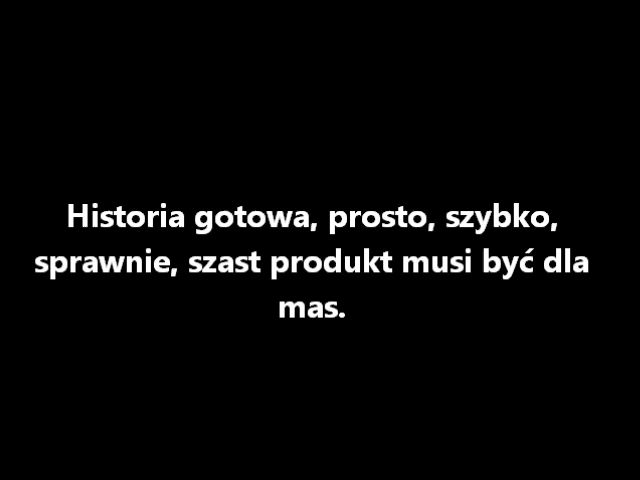 Historia gotowa, prosto, szybko,
sprawnie, szast produkt musi być dla
mas.